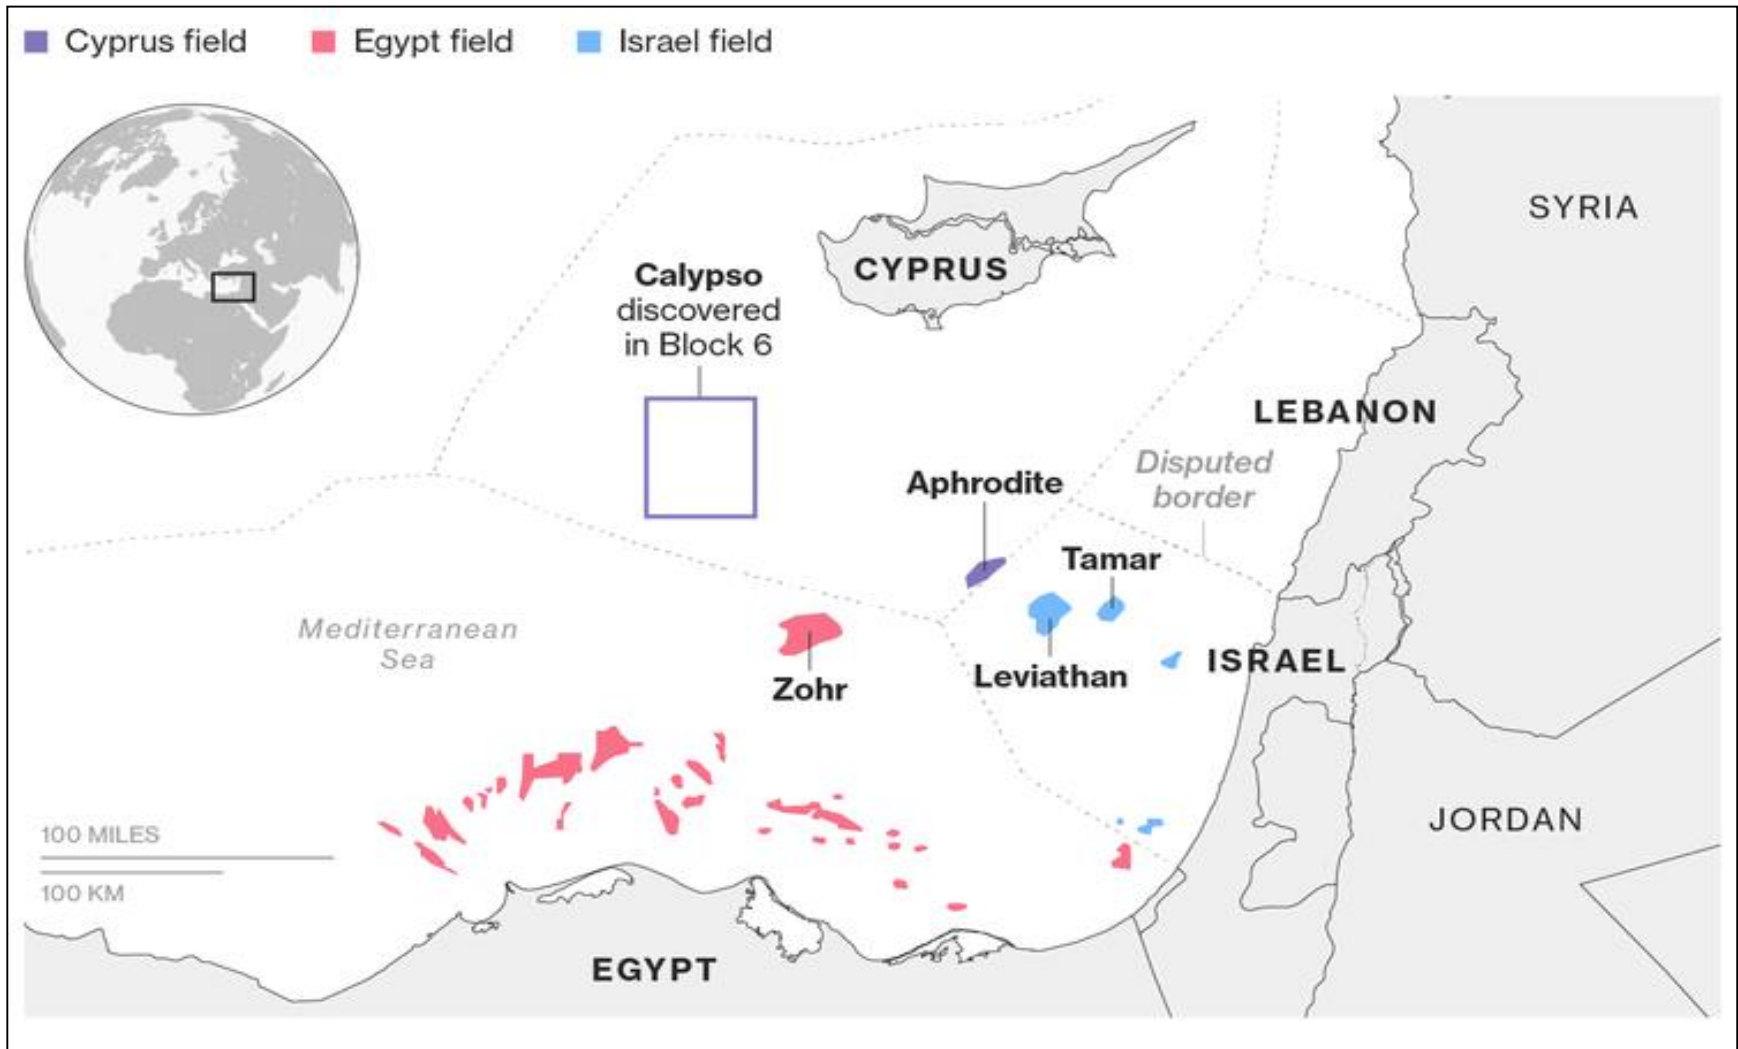 Cyprus field
Egypt field
Israel field
SYRIA
Calypso
discovered
in Block 6
CYPRUS
LEBANON
Disputed
border
Aphrodite
Tamar
Mediterranean
Sea
ISRAEL
Leviathan
Zohr
JORDAN
100 MILES
100 KM
EGYPT